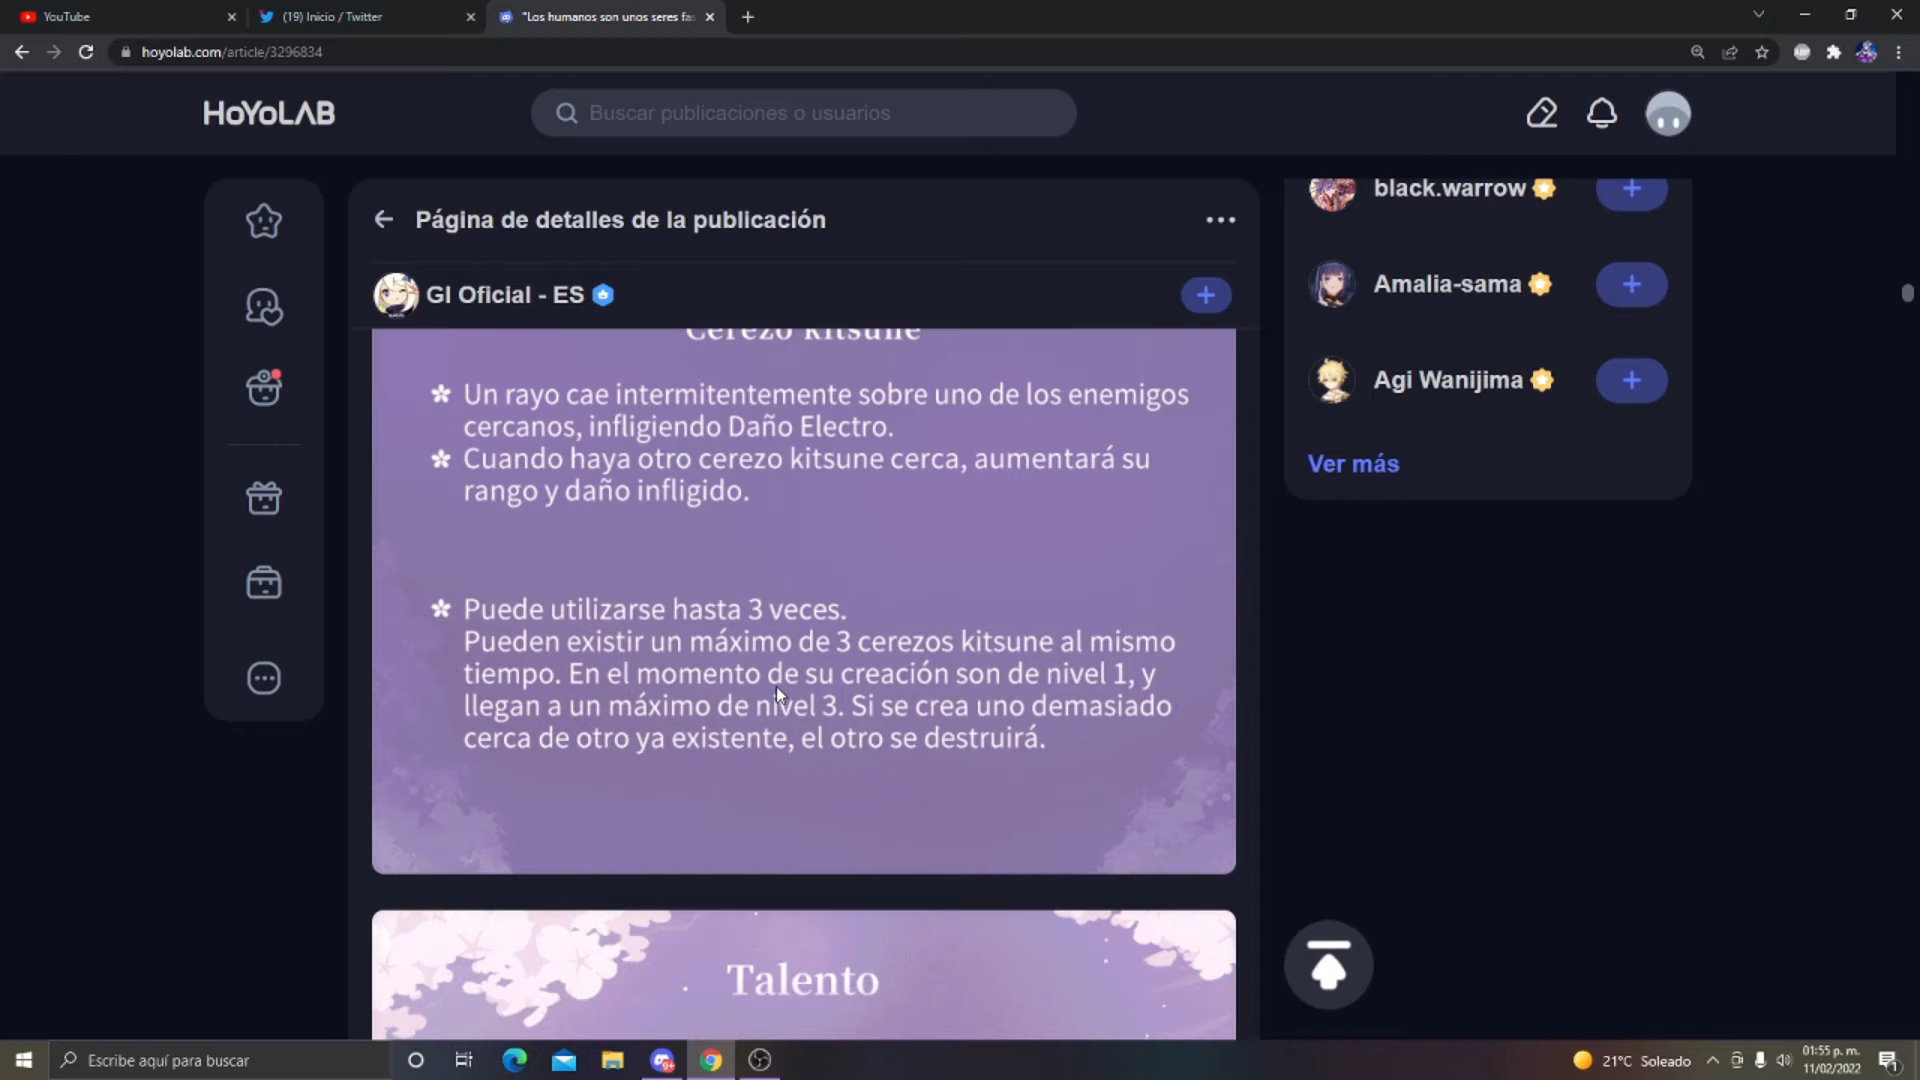 YouTube
(19) Inicio / Twitter
"Los humanos son unos seres fas
hoyolab.com/article/3296834
HoYoLAB
Buscar publicaciones o usuarios
Página de detalles de la publicación
GI Oficial - ES
Cerezo kitsune
Un rayo cae intermitentemente sobre uno de los enemigos
cercanos, infligiendo Daño Electro.
Cuando haya otro cerezo kitsune cerca, aumentará su
rango y daño infligido.
Puede utilizarse hasta 3 veces.
Pueden existir un máximo de 3 cerezos kitsune al mismo
tiempo. En el momento de su creación son de nivel 1, y
llegan a un máximo de nivel 3. Si se crea uno demasiado
cerca de otro ya existente, el otro se destruirá.
Talento
black.warrow
Amalia-sama
Agi Wanijima
Ver más
Escribe aquí para buscar
21°C Soleado
01:55 p. m.
11/02/2022
1